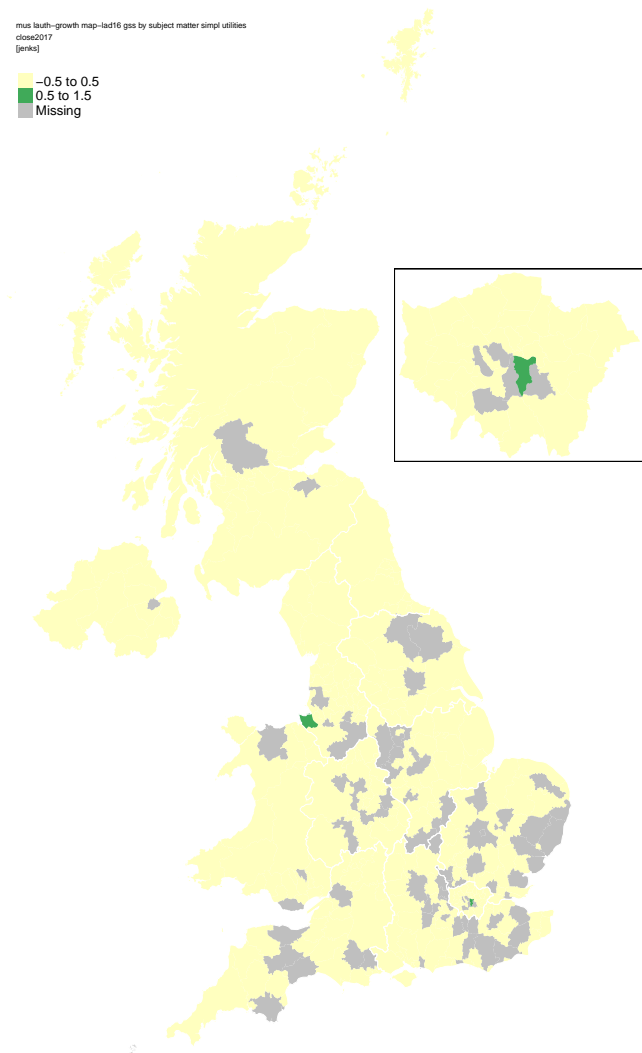 mus lauth−growth map−lad16 gss by subject matter simpl utilities
close2017
[jenks]
−0.5 to 0.5
0.5 to 1.5
Missing